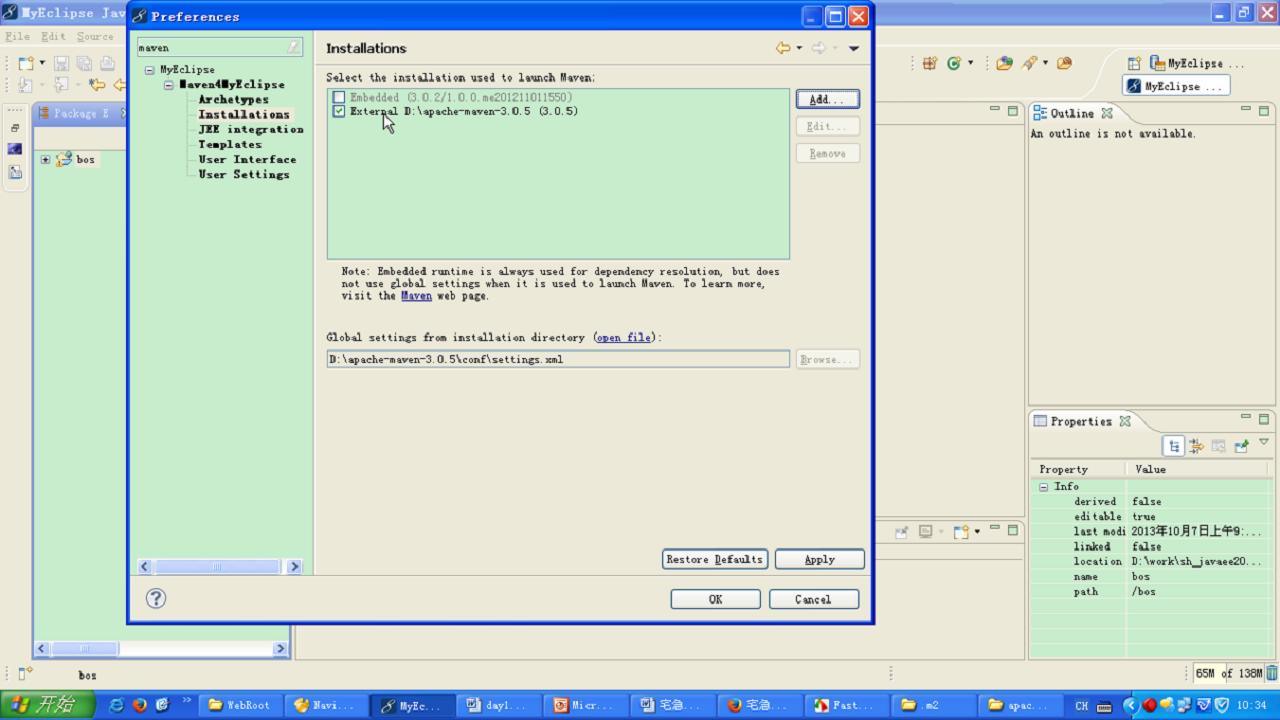 MyEclipse Jav
Preferences
File Edit Source
maven
Installations
MyEclipse
Maven4MyEclipse
Archetypes
Installations
JEE integration
Templates
User Interface
User Settings
Select the installation used to launch Maven:
Embedded (3.0.2/1.0.0.me201211011550)
External D:\apache-maven-3.0.5 (3.0.5)
Add...
Edit...
Remove
Note: Embedded runtime is always used for dependency resolution, but does
not use global settings when it is used to launch Maven. To learn more,
visit the Maven web page.
Global settings from installation directory (open file):
D:\apache-maven-3.0.5\conf\settings.xml
Browse...
Restore Defaults
Apply
OK
Cancel
Package E
bos
MyEclipse ...
MyEclipse ...
Outline
An outline is not available.
Properties
Property Value
Info
derived false
editable true
last modi 2013年10月7日上午9:...
linked false
location D:\work\sh_javaee20...
name bos
path /bos
bos
65M of 138M
开始
WebRoot
Navi...
MyEc...
day1...
Micr...
宅急...
宅急...
Fast...
.m2
apac...
CH
10:34